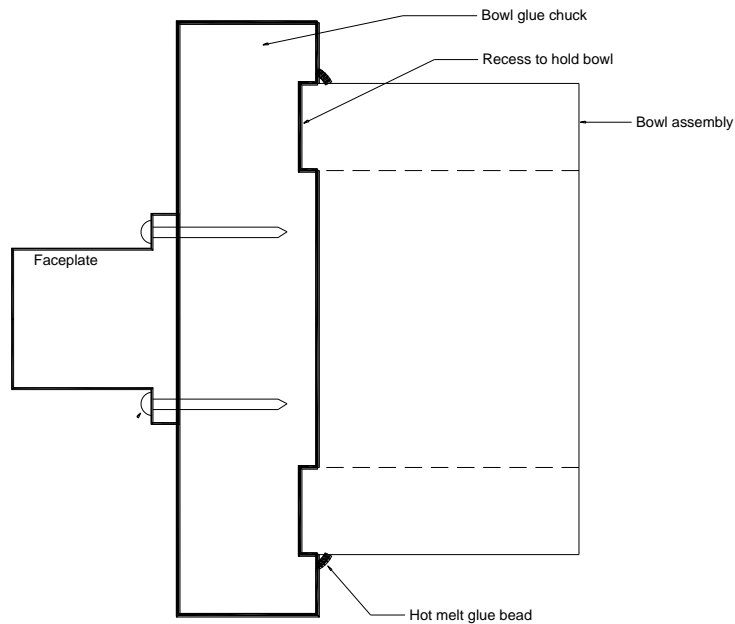 Bowl glue chuck
Recess to hold bowl
Bowl assembly
Faceplate
Hot melt glue bead